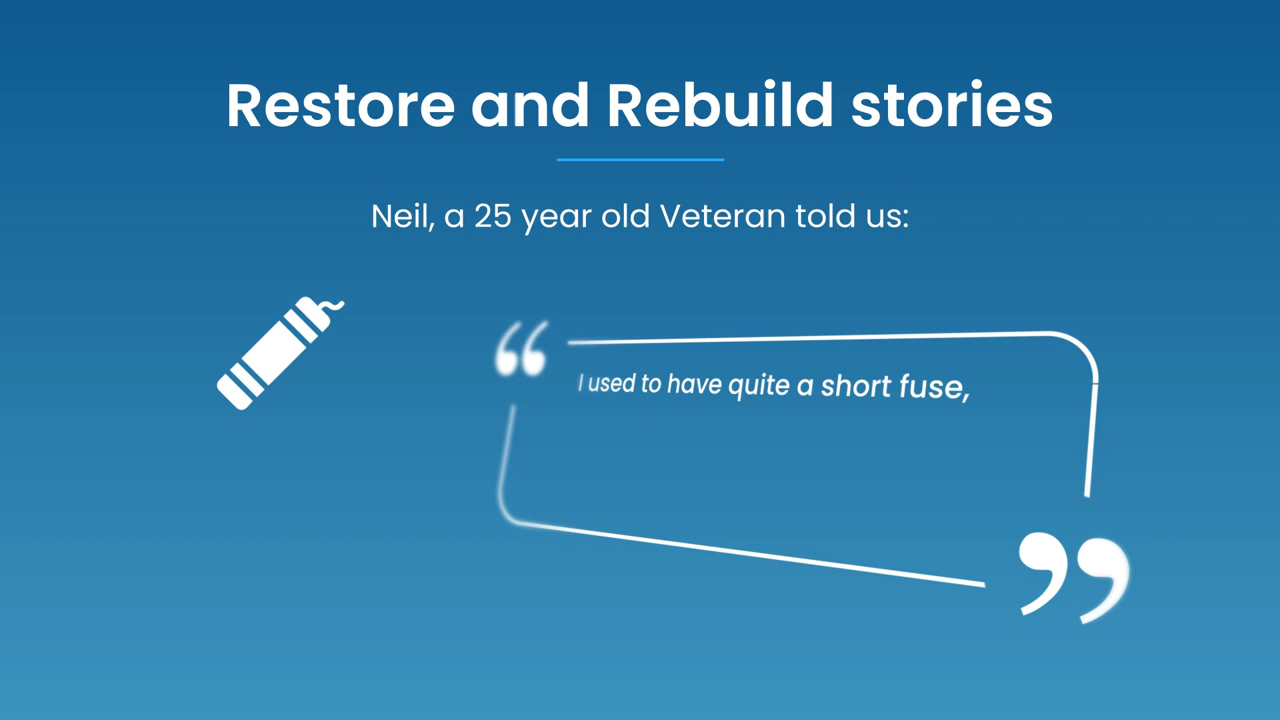 Restore and Rebuild stories
Neil, a 25 year old Veteran told us:
“
I used to have quite a short fuse,
”